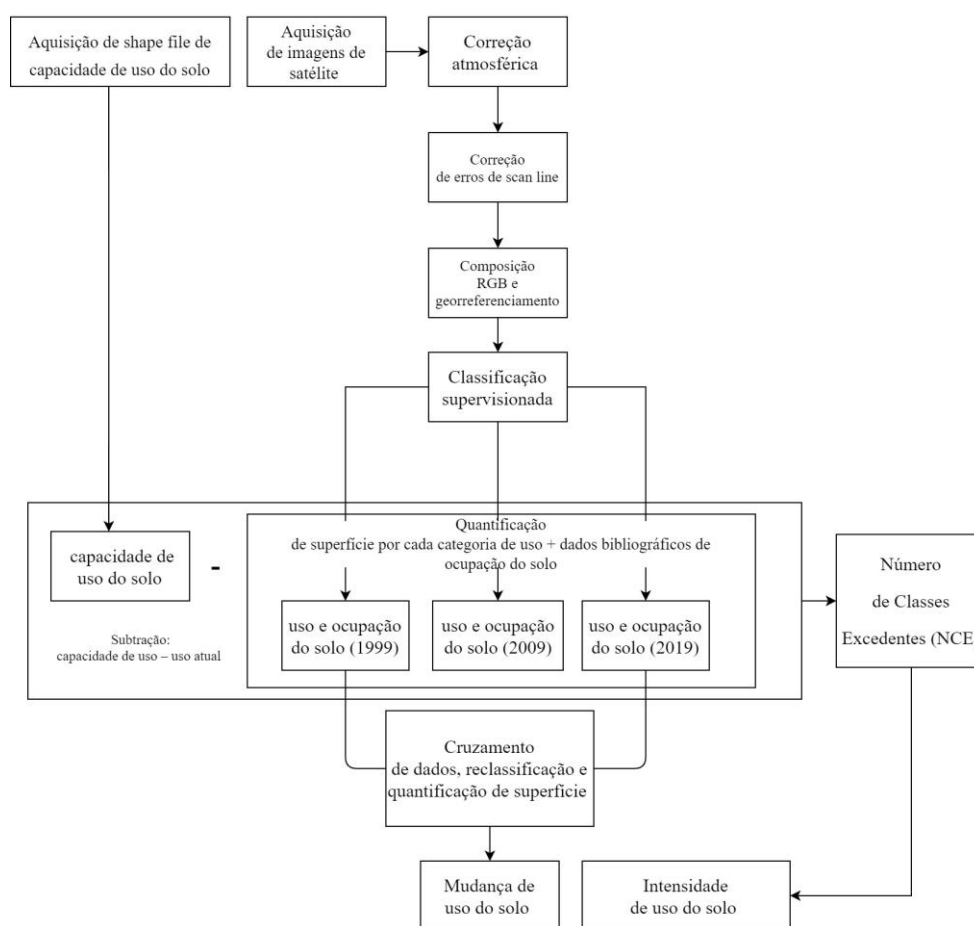 Aquisição de shape file de
capacidade de uso do solo
Aquisição
de imagens de
satélite
Correção
atmosférica
Correção
de erros de scan line
Composição
RGB e
georreferenciamento
Classificação
supervisionada
Quantificação
de superfície por cada categoria de uso + dados bibliográficos de
ocupação do solo
capacidade de
uso do solo
-
Subtração:
capacidade de uso – uso atual
uso e ocupação
do solo (1999)
uso e ocupação
do solo (2009)
uso e ocupação
do solo (2019)
Número
de Classes
Excedentes (NCE
Cruzamento
de dados, reclassificação e
quantificação de superfície
Mudança de
uso do solo
Intensidade
de uso do solo